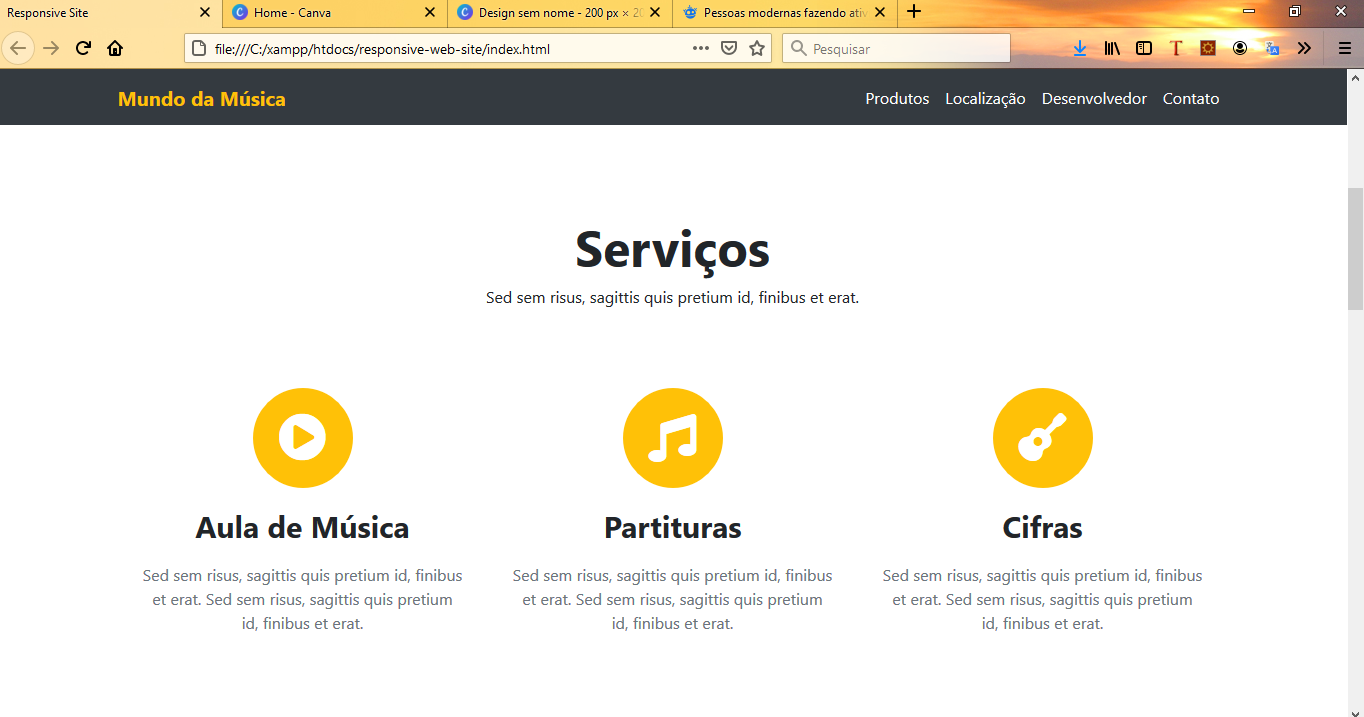 Responsive Site
Home - Canva
Design sem nome - 200 px × 20
Pessoas modernas fazendo ativ
file:///C:/xampp/htdocs/responsive-web-site/index.html
Pesquisar
Mundo da Música
Produtos Localização Desenvolvedor Contato
Serviços
Sed sem risus, sagittis quis pretium id, finibus et erat.
Aula de Música
Sed sem risus, sagittis quis pretium id, finibus
et erat. Sed sem risus, sagittis quis pretium
id, finibus et erat.
Partituras
Sed sem risus, sagittis quis pretium id, finibus
et erat. Sed sem risus, sagittis quis pretium
id, finibus et erat.
Cifras
Sed sem risus, sagittis quis pretium id, finibus
et erat. Sed sem risus, sagittis quis pretium
id, finibus et erat.